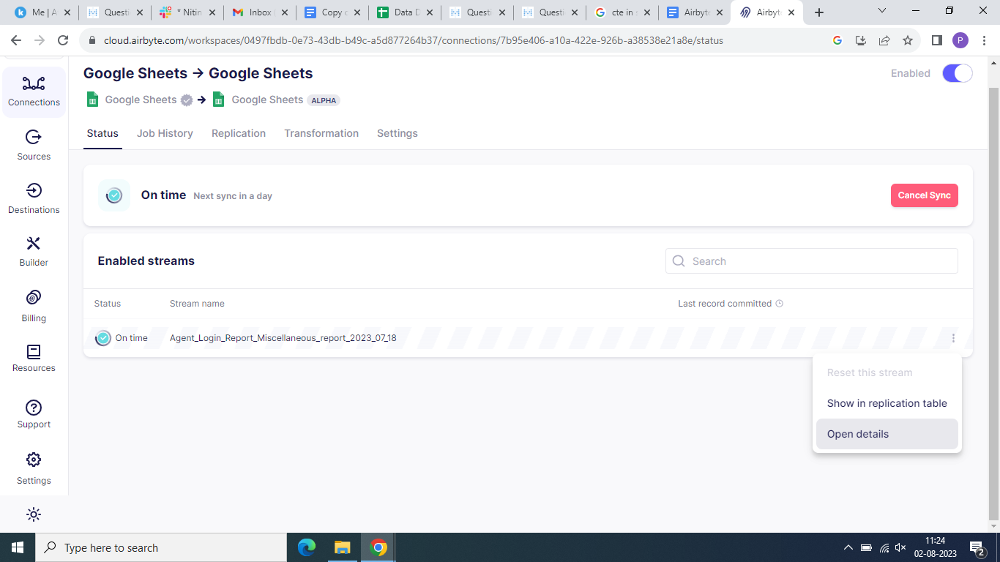 Me | A
Questi
* Nitin
Inbox (
Copy c
Data D
Questi
Questi
cte in s
Airbyte
Airbyt
cloud.airbyte.com/workspaces/0497fbdb-0e73-43db-b49c-a5d877264b37/connections/7b95e406-a10a-422e-926b-a38538e21a8e/status
P
Connections
Sources
Destinations
Builder
Billing
Resources
Support
Settings
Google Sheets → Google Sheets
Enabled
Google Sheets → Google Sheets ALPHA
Status Job History Replication Transformation Settings
On time Next sync in a day
Cancel Sync
Enabled streams
Search
Status Stream name Last record committed
On time Agent_Login_Report_Miscellaneous_report_2023_07_18
Reset this stream
Show in replication table
Open details
Type here to search
11:24
02-08-2023
2